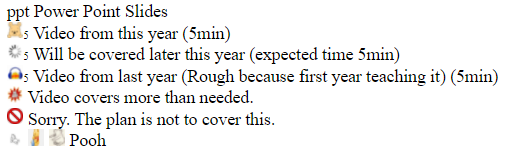 ppt Power Point Slides
5 Video from this year (5min)
5 Will be covered later this year (expected time 5min)
5 Video from last year (Rough because first year teaching it) (5min)
Video covers more than needed.
Sorry. The plan is not to cover this.
Pooh